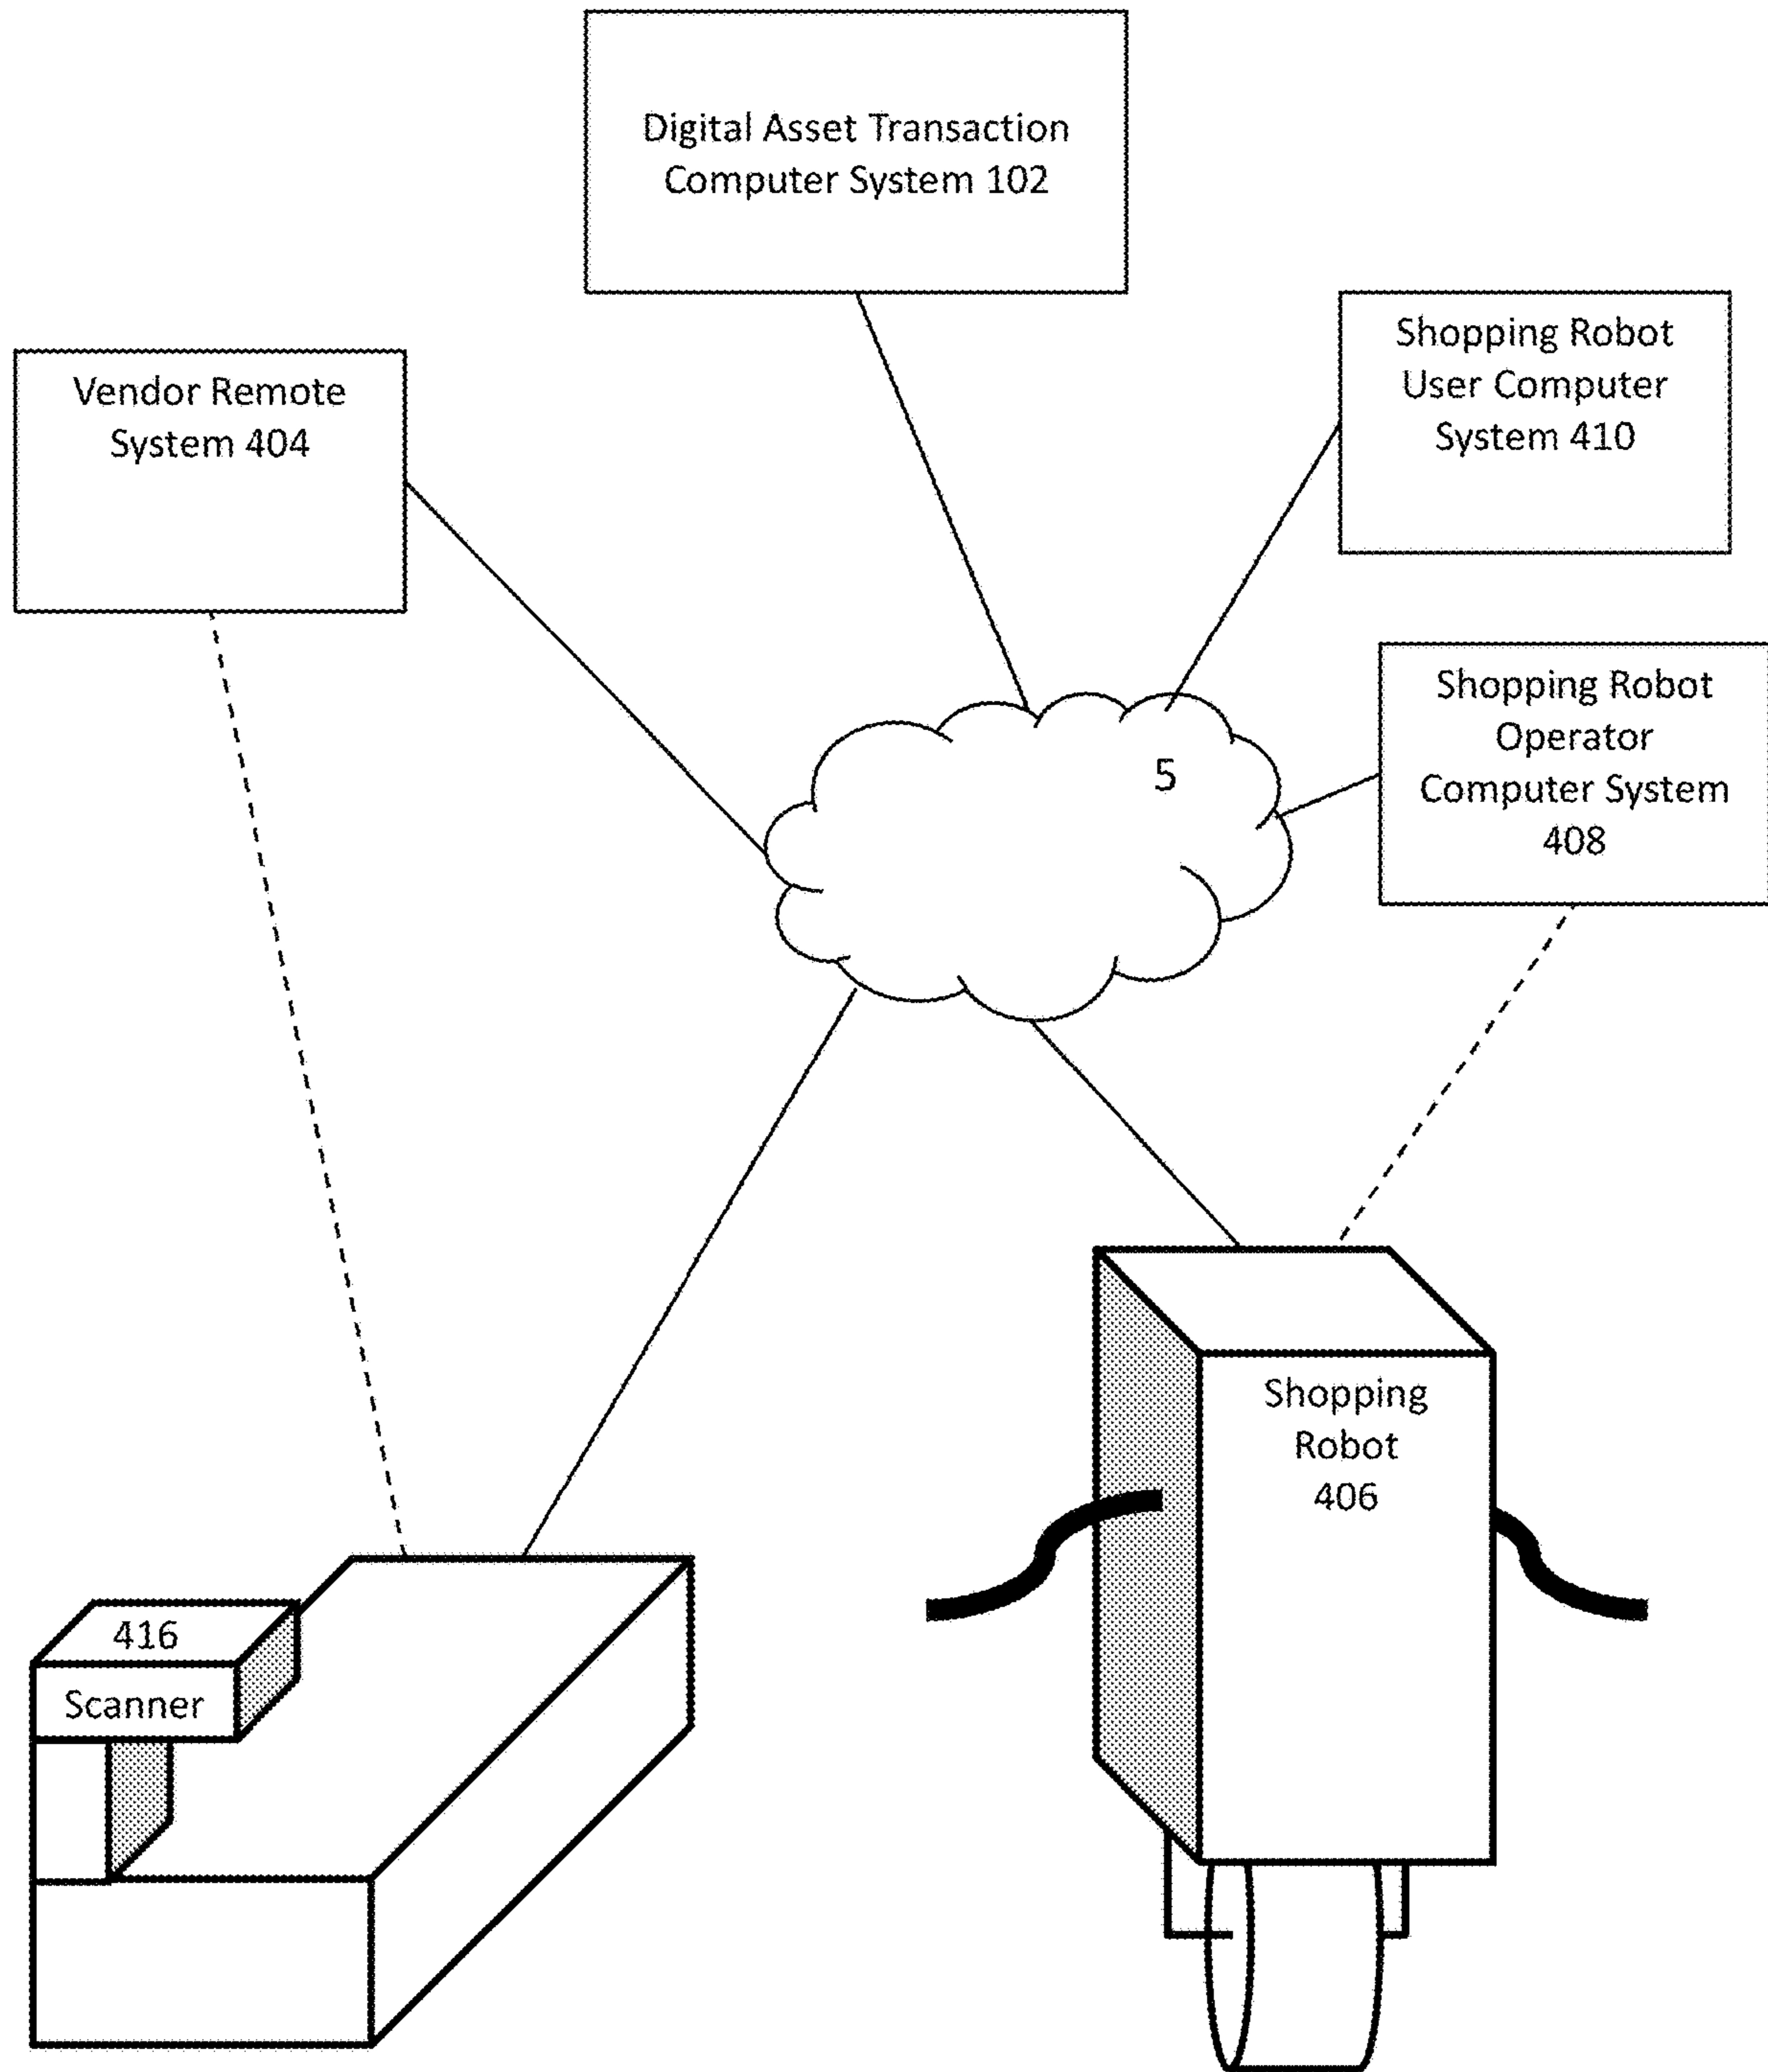 Digital Asset Transaction
Computer System 102
Shopping Robot
User Computer
System 410
Vendor Remote
System 404
Shopping Robot
Operator
Computer System
408
5
Shopping
Robot
406
416
Scanner